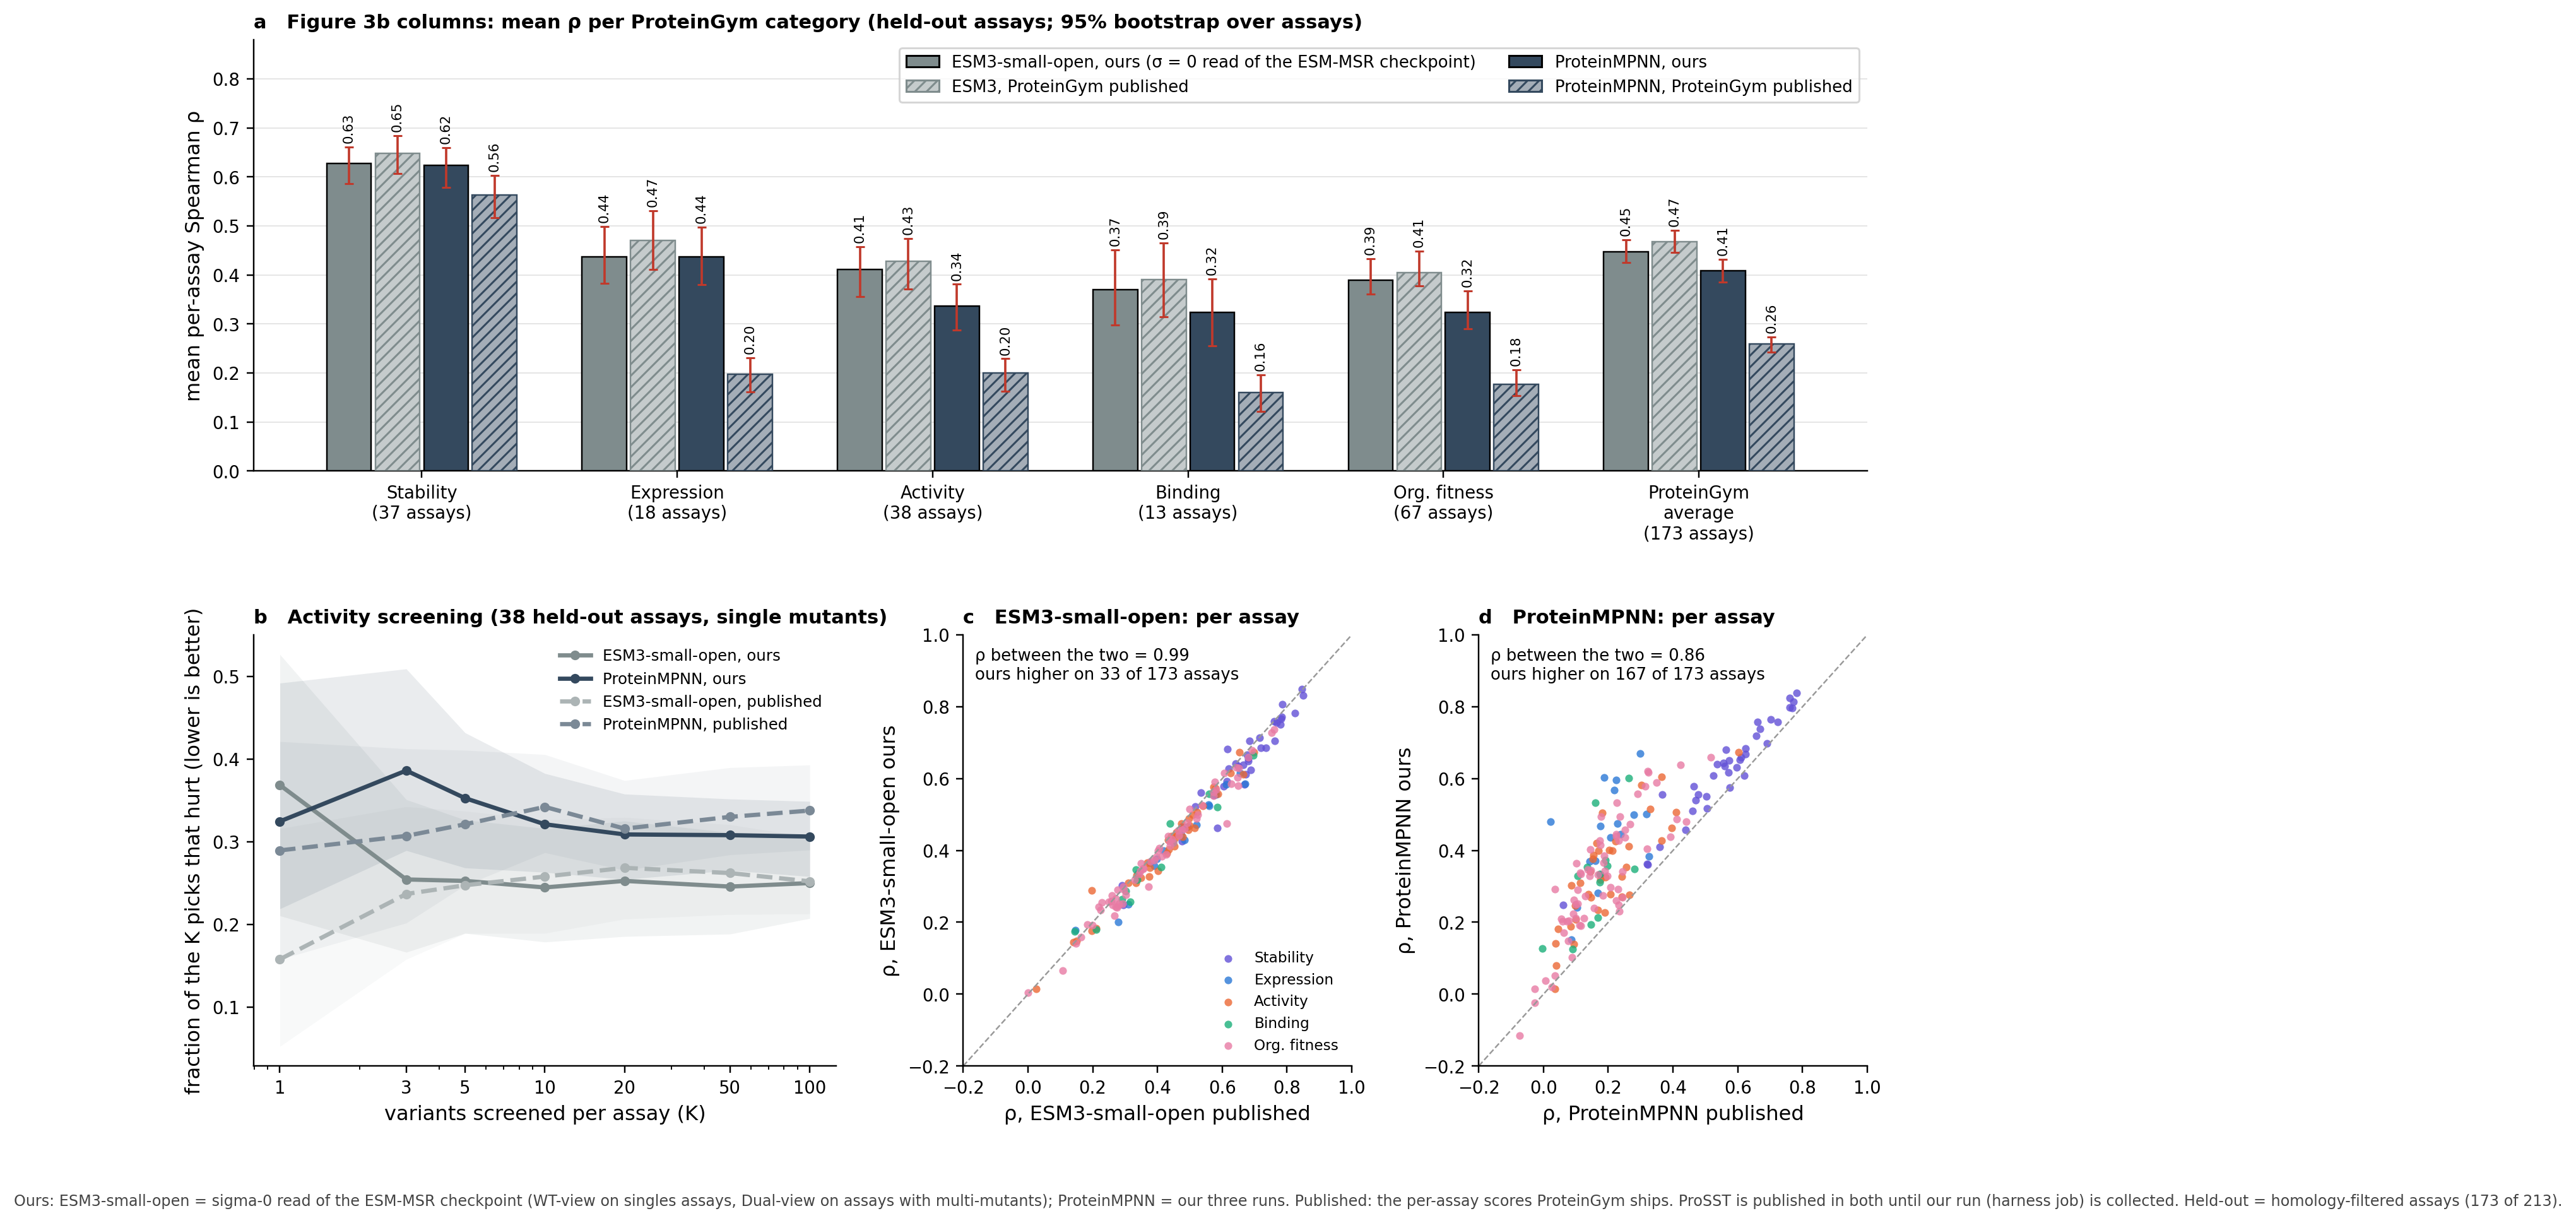 a Figure 3b columns: mean ρ per ProteinGym category (held-out assays; 95% bootstrap over assays)
mean per-assay Spearman ρ
0.8
0.7
0.6
0.5
0.4
0.3
0.2
0.1
0.0
ESM3-small-open, ours (σ = 0 read of the ESM-MSR checkpoint)
ESM3, ProteinGym published
ProteinMPNN, ours
ProteinMPNN, ProteinGym published
0.63 0.65 0.62 0.56
0.44 0.47 0.44 0.20
0.41 0.43 0.34 0.20
0.37 0.39 0.32 0.16
0.39 0.41 0.32 0.18
0.45 0.47 0.41 0.26
Stability
(37 assays)
Expression
(18 assays)
Activity
(38 assays)
Binding
(13 assays)
Org. fitness
(67 assays)
ProteinGym
average
(173 assays)
b Activity screening (38 held-out assays, single mutants)
fraction of the K picks that hurt (lower is better)
0.5
0.4
0.3
0.2
0.1
ESM3-small-open, ours
ProteinMPNN, ours
ESM3-small-open, published
ProteinMPNN, published
1 3 5 10 20 50 100
variants screened per assay (K)
c ESM3-small-open: per assay
ρ between the two = 0.99
ours higher on 33 of 173 assays
ρ, ESM3-small-open ours
1.0
0.8
0.6
0.4
0.2
0.0
−0.2
Stability
Expression
Activity
Binding
Org. fitness
−0.2 0.0 0.2 0.4 0.6 0.8 1.0
ρ, ESM3-small-open published
d ProteinMPNN: per assay
ρ between the two = 0.86
ours higher on 167 of 173 assays
ρ, ProteinMPNN ours
1.0
0.8
0.6
0.4
0.2
0.0
−0.2
−0.2 0.0 0.2 0.4 0.6 0.8 1.0
ρ, ProteinMPNN published
Ours: ESM3-small-open = sigma-0 read of the ESM-MSR checkpoint (WT-view on singles assays, Dual-view on assays with multi-mutants); ProteinMPNN = our three runs. Published: the per-assay scores ProteinGym ships. ProSST is published in both until our run (harness job) is collected. Held-out = homology-filtered assays (173 of 213).